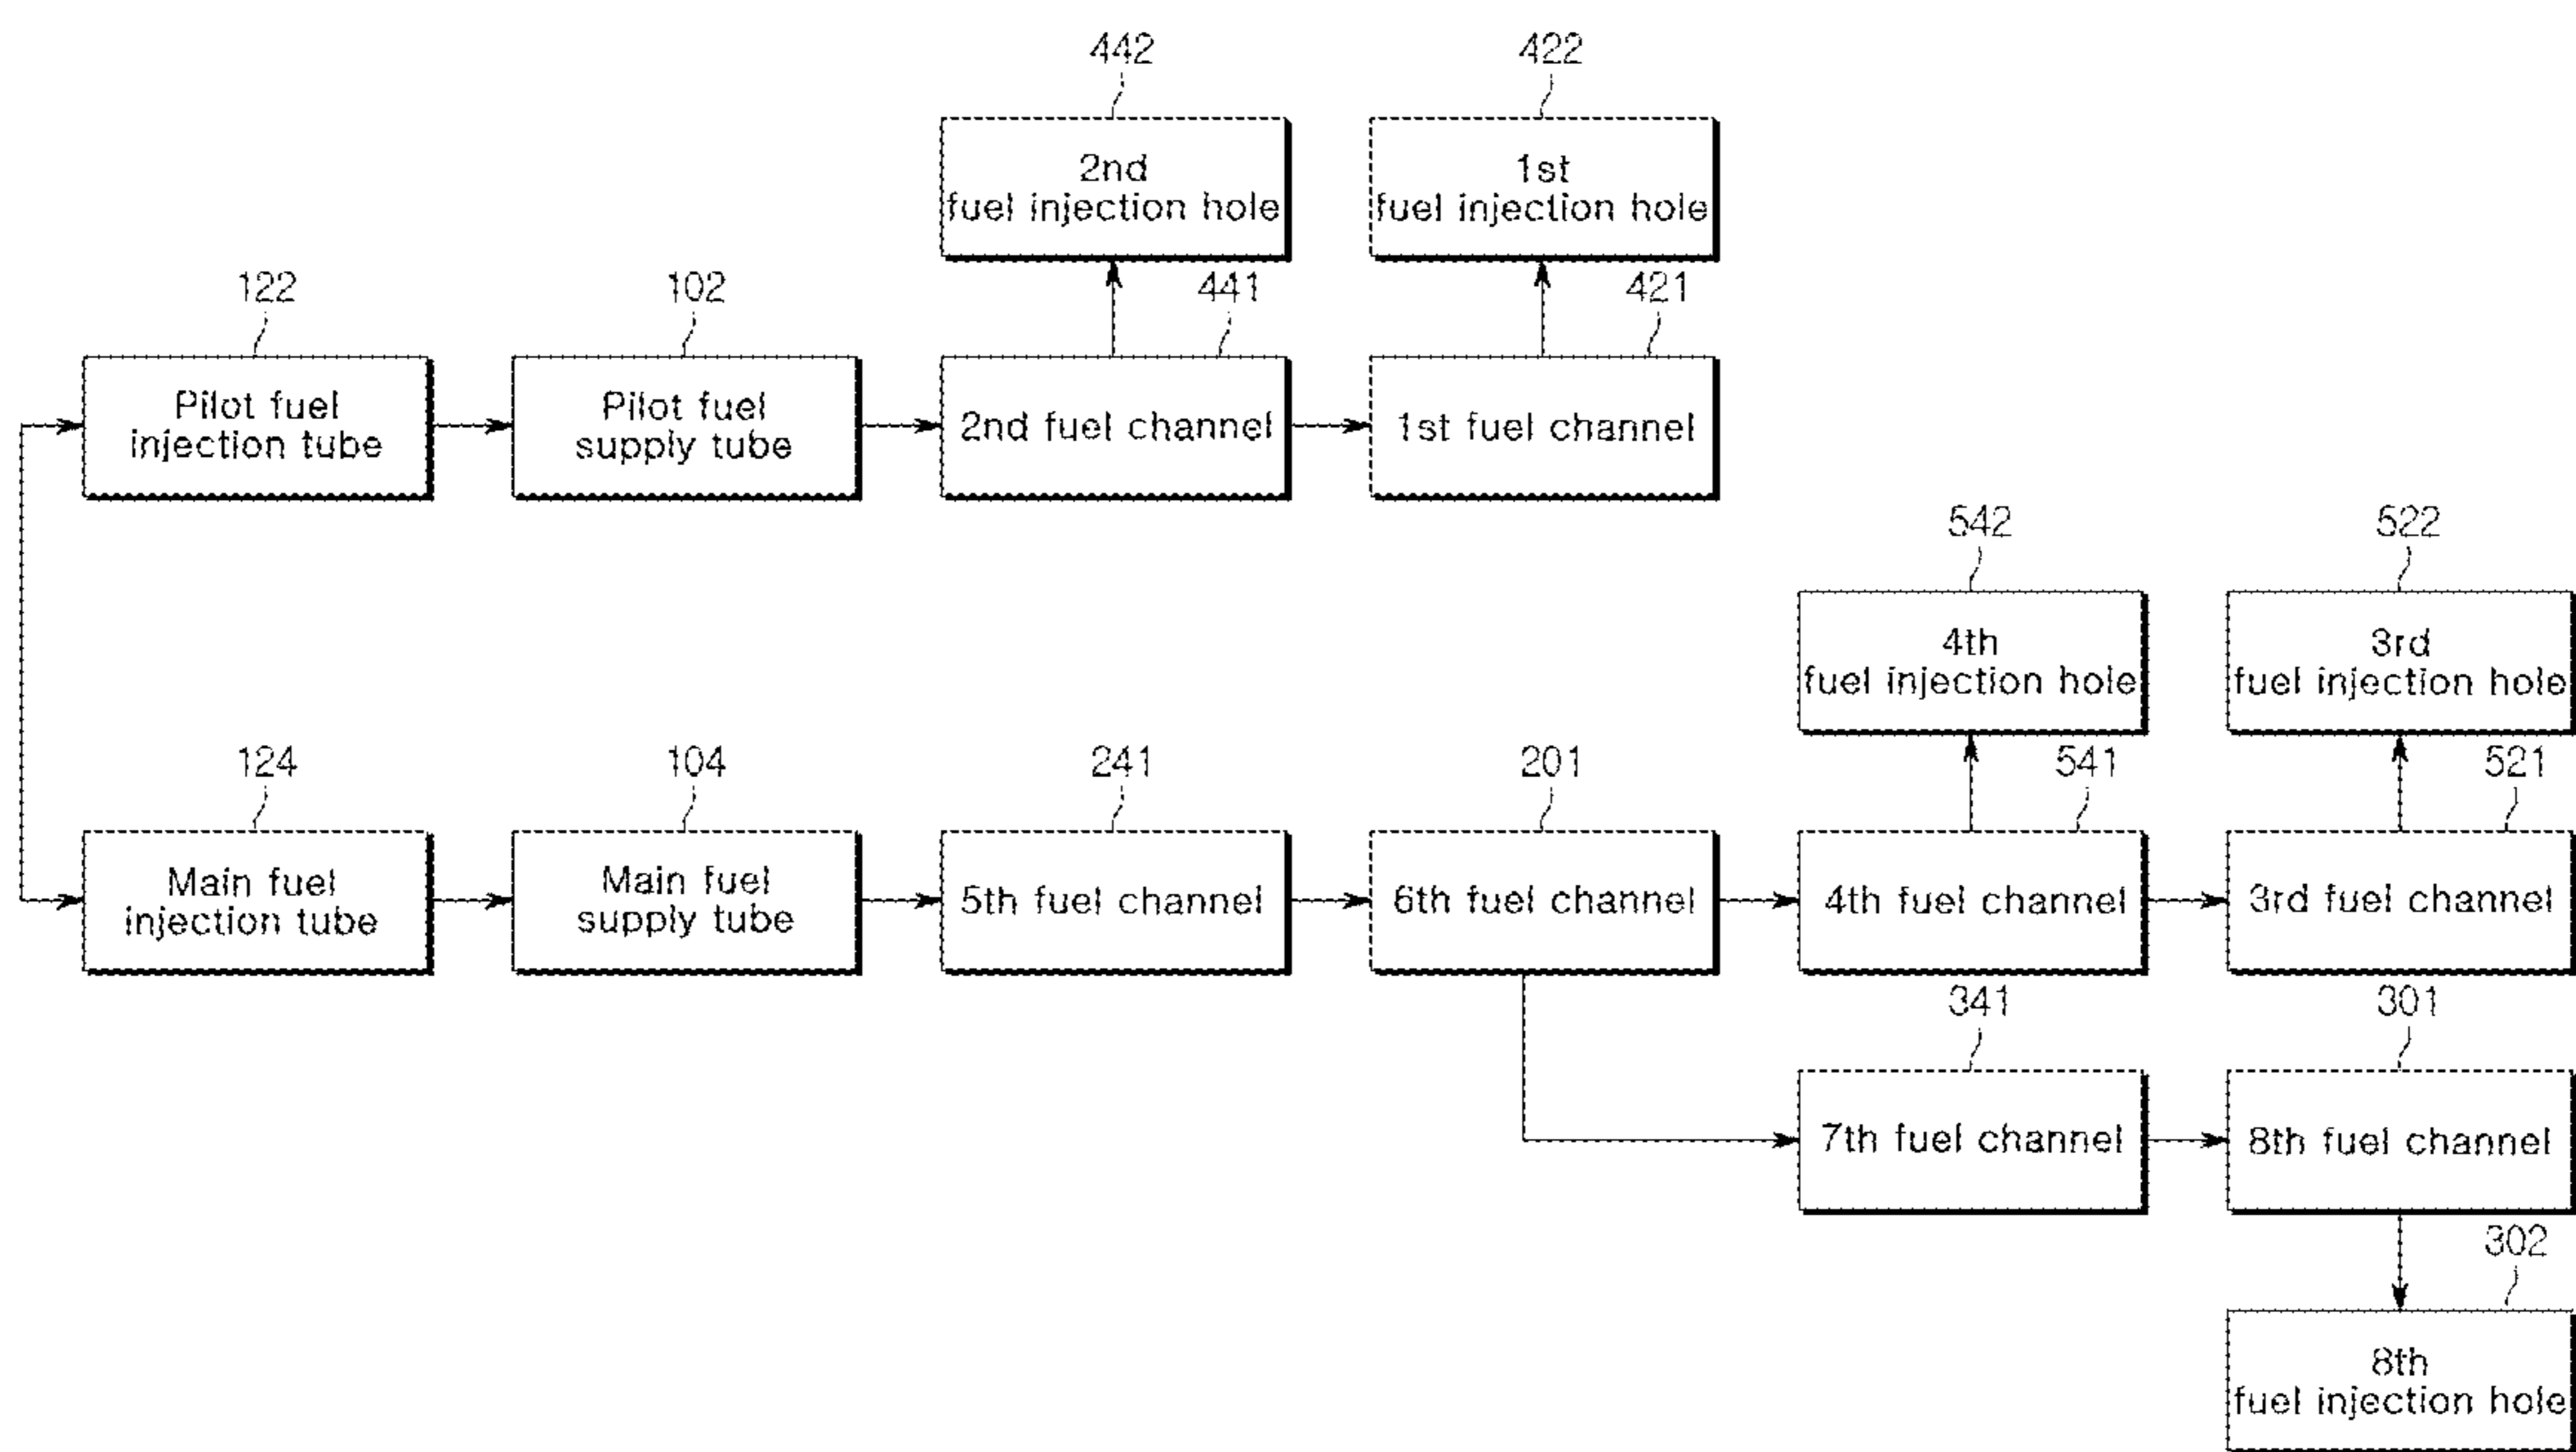 442
422
2nd
fuel injection hole
1st
fuel injection hole
122
102
441
421
Pilot fuel
injection tube
Pilot fuel
supply tube
2nd fuel channel
1st fuel channel
542
522
4th
fuel injection hole
3rd
fuel injection hole
124
104
241
201
541
521
Main fuel
injection tube
Main fuel
supply tube
5th fuel channel
6th fuel channel
4th fuel channel
3rd fuel channel
341
301
7th fuel channel
8th fuel channel
302
8th
fuel injection hole